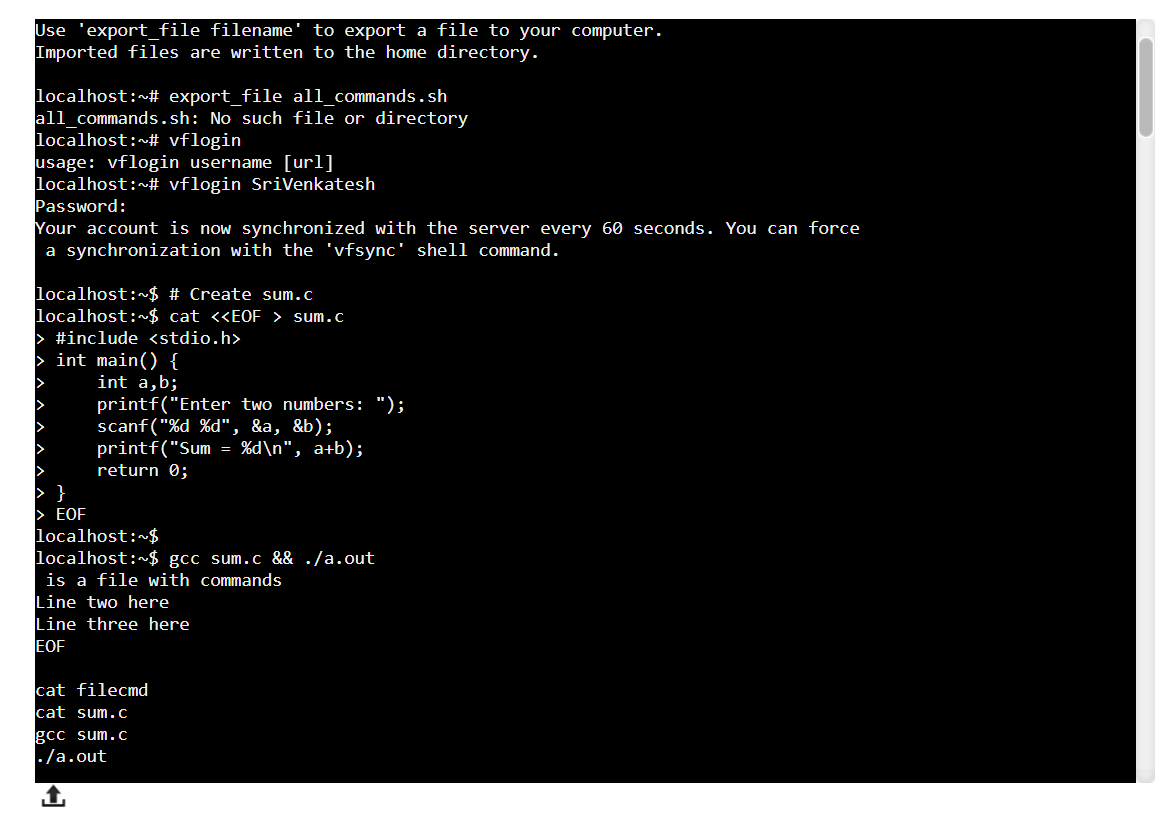 Use 'export_file filename' to export a file to your computer.
Imported files are written to the home directory.
localhost:~# export_file all_commands.sh
all_commands.sh: No such file or directory
localhost:~# vflogin
usage: vflogin username [url]
localhost:~# vflogin SriVenkatesh
Password:
Your account is now synchronized with the server every 60 seconds. You can force
 a synchronization with the 'vfsync' shell command.
localhost:~$ # Create sum.c
localhost:~$ cat <<EOF > sum.c
> #include <stdio.h>
> int main() {
>     int a,b;
>     printf("Enter two numbers: ");
>     scanf("%d %d", &a, &b);
>     printf("Sum = %d\n", a+b);
>     return 0;
> }
> EOF
localhost:~$
localhost:~$ gcc sum.c && ./a.out
 is a file with commands
Line two here
Line three here
EOF
cat filecmd
cat sum.c
gcc sum.c
./a.out